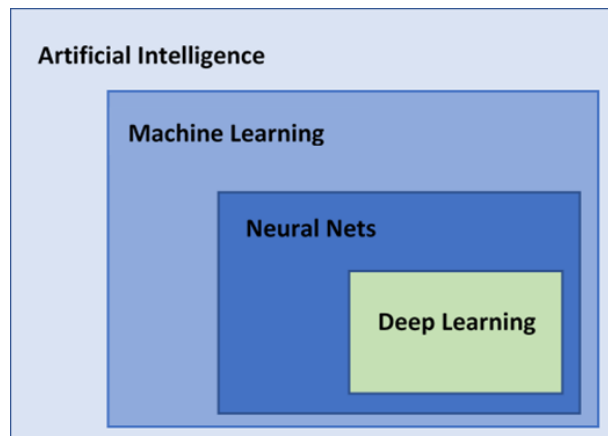 Artificial Intelligence
Machine Learning
Neural Nets
Deep Learning